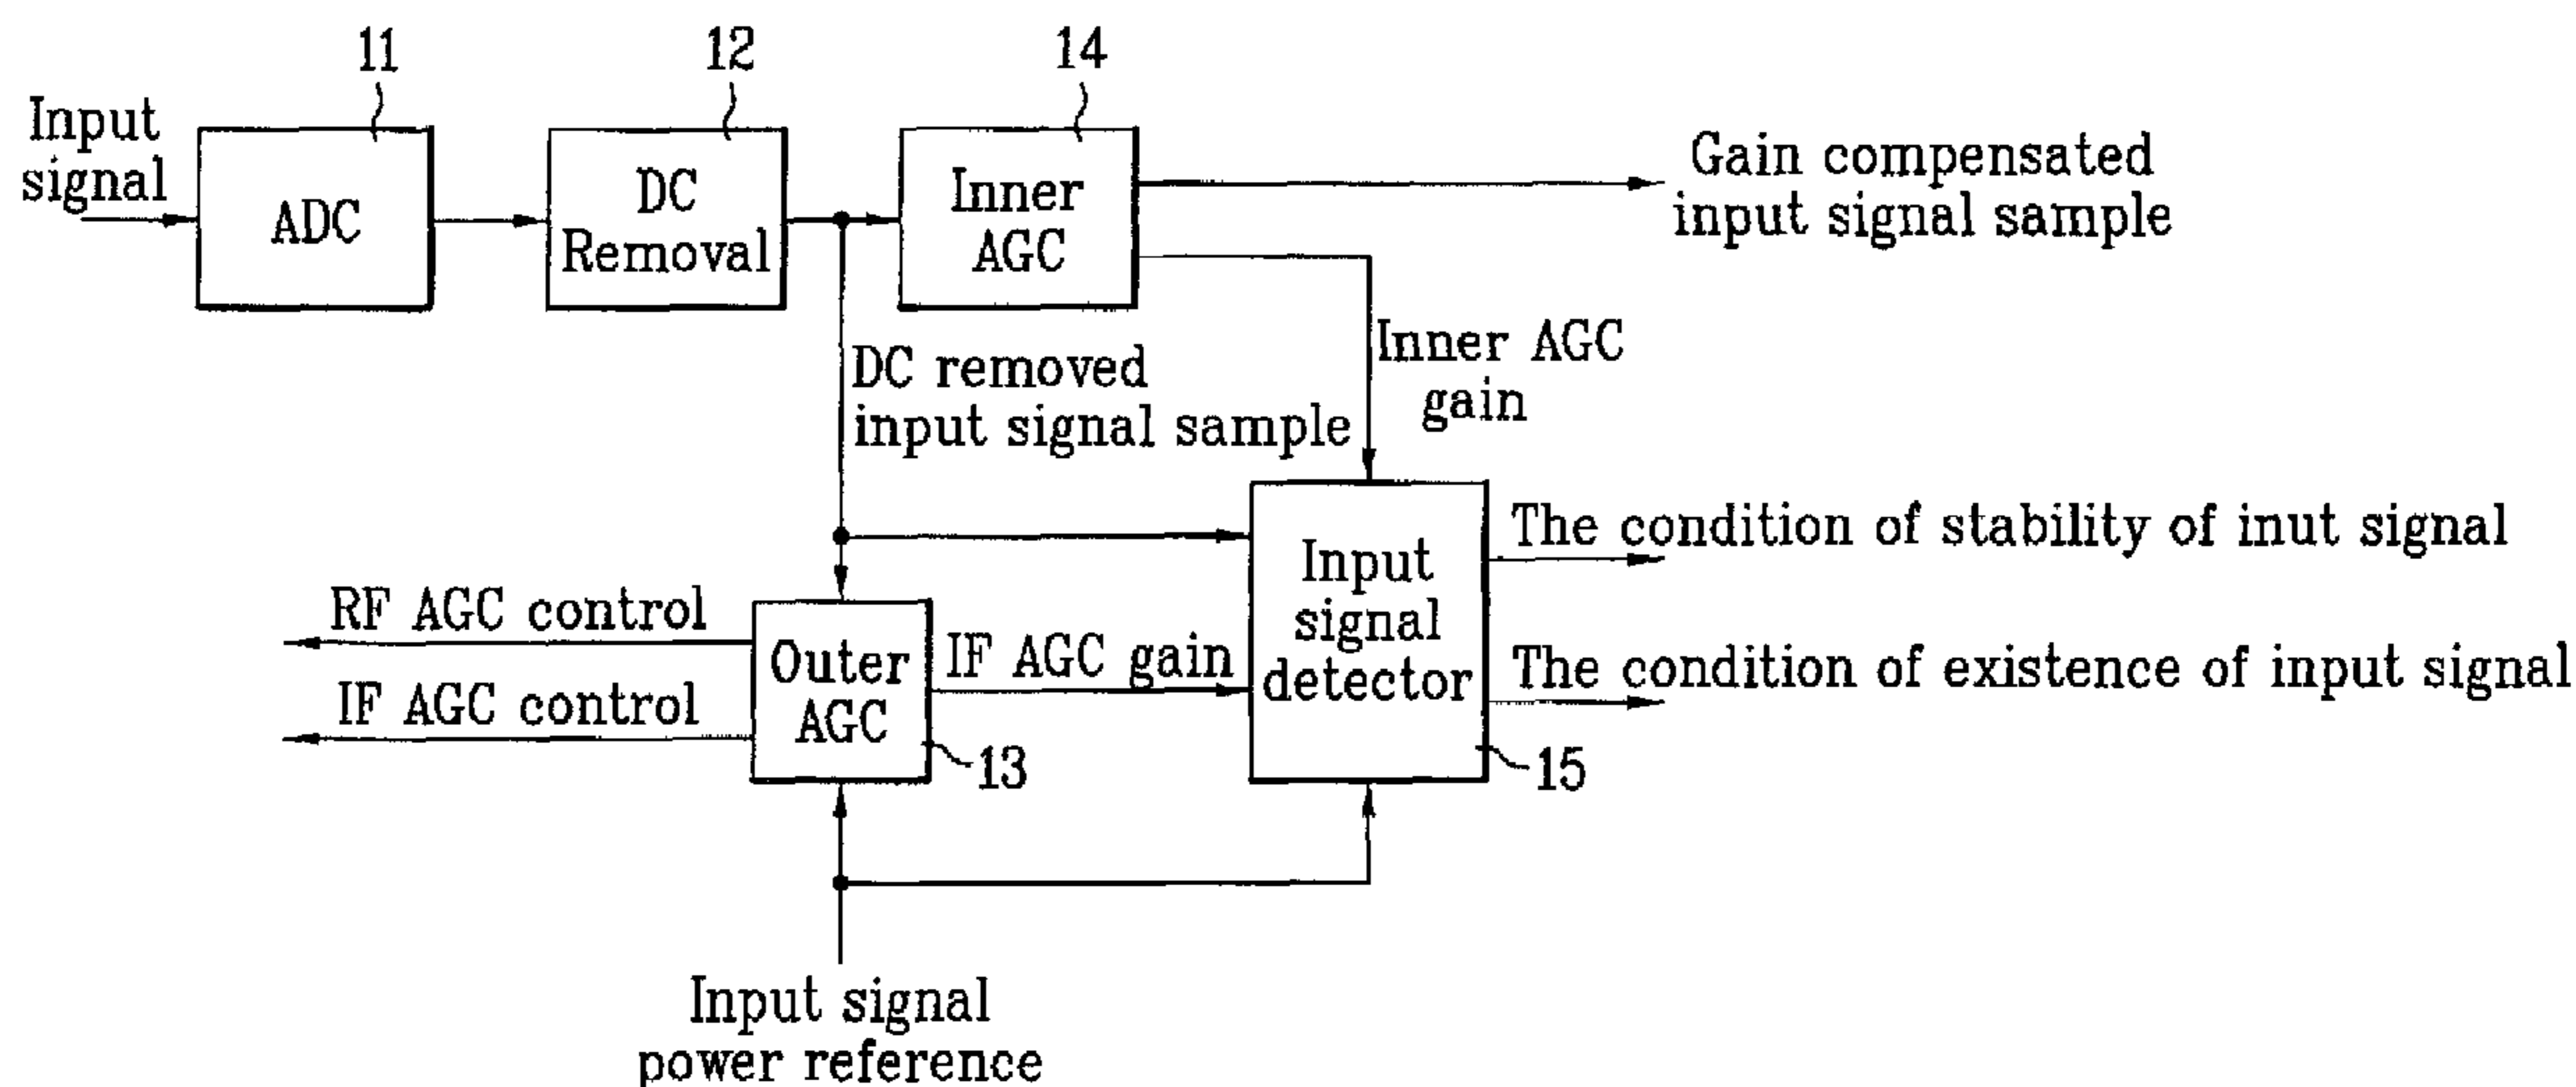 11
12
14
Input
signal
ADC
DC
Removal
Inner
AGC
Gain compensated
input signal sample
DC removed
input signal sample
Inner AGC
gain
RF AGC control
IF AGC control
Outer
AGC
13
IF AGC gain
Input
signal
detector
15
The condition of stability of inut signal
The condition of existence of input signal
Input signal
power reference